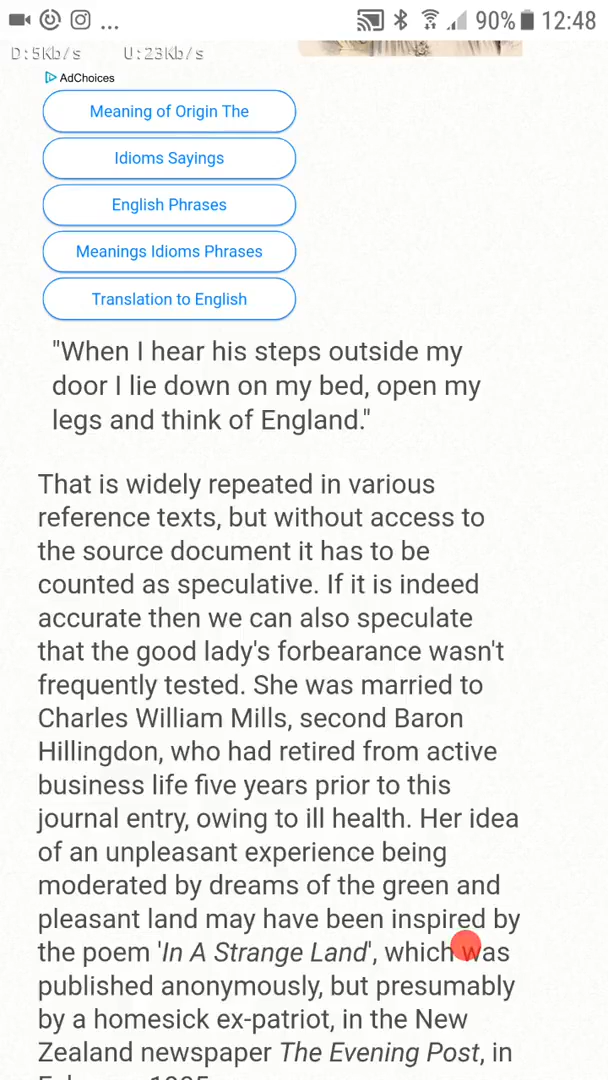 90% 12:48
D:5Kb/s U:23Kb/s
AdChoices
Meaning of Origin The
Idioms Sayings
English Phrases
Meanings Idioms Phrases
Translation to English
"When I hear his steps outside my
door I lie down on my bed, open my
legs and think of England."
That is widely repeated in various
reference texts, but without access to
the source document it has to be
counted as speculative. If it is indeed
accurate then we can also speculate
that the good lady's forbearance wasn't
frequently tested. She was married to
Charles William Mills, second Baron
Hillingdon, who had retired from active
business life five years prior to this
journal entry, owing to ill health. Her idea
of an unpleasant experience being
moderated by dreams of the green and
pleasant land may have been inspired by
the poem 'In A Strange Land', which was
published anonymously, but presumably
by a homesick ex-patriot, in the New
Zealand newspaper The Evening Post, in